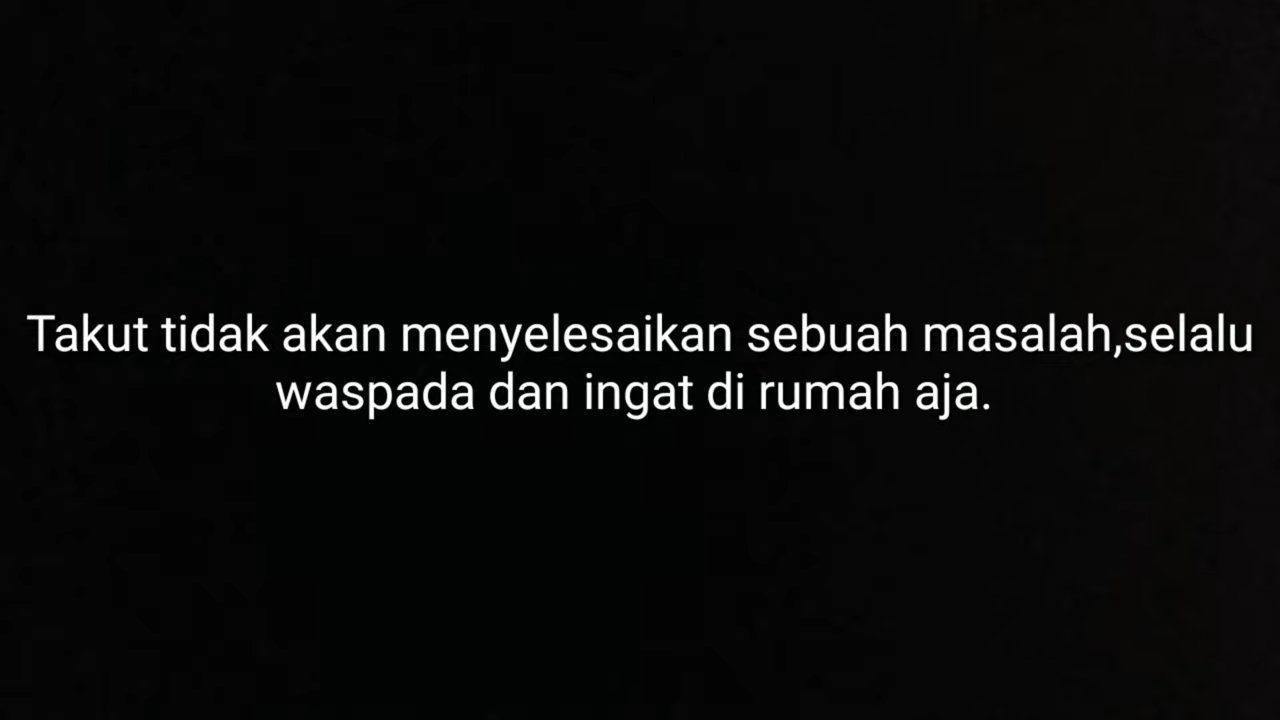 Takut tidak akan menyelesaikan sebuah masalah,selalu
waspada dan ingat di rumah aja.